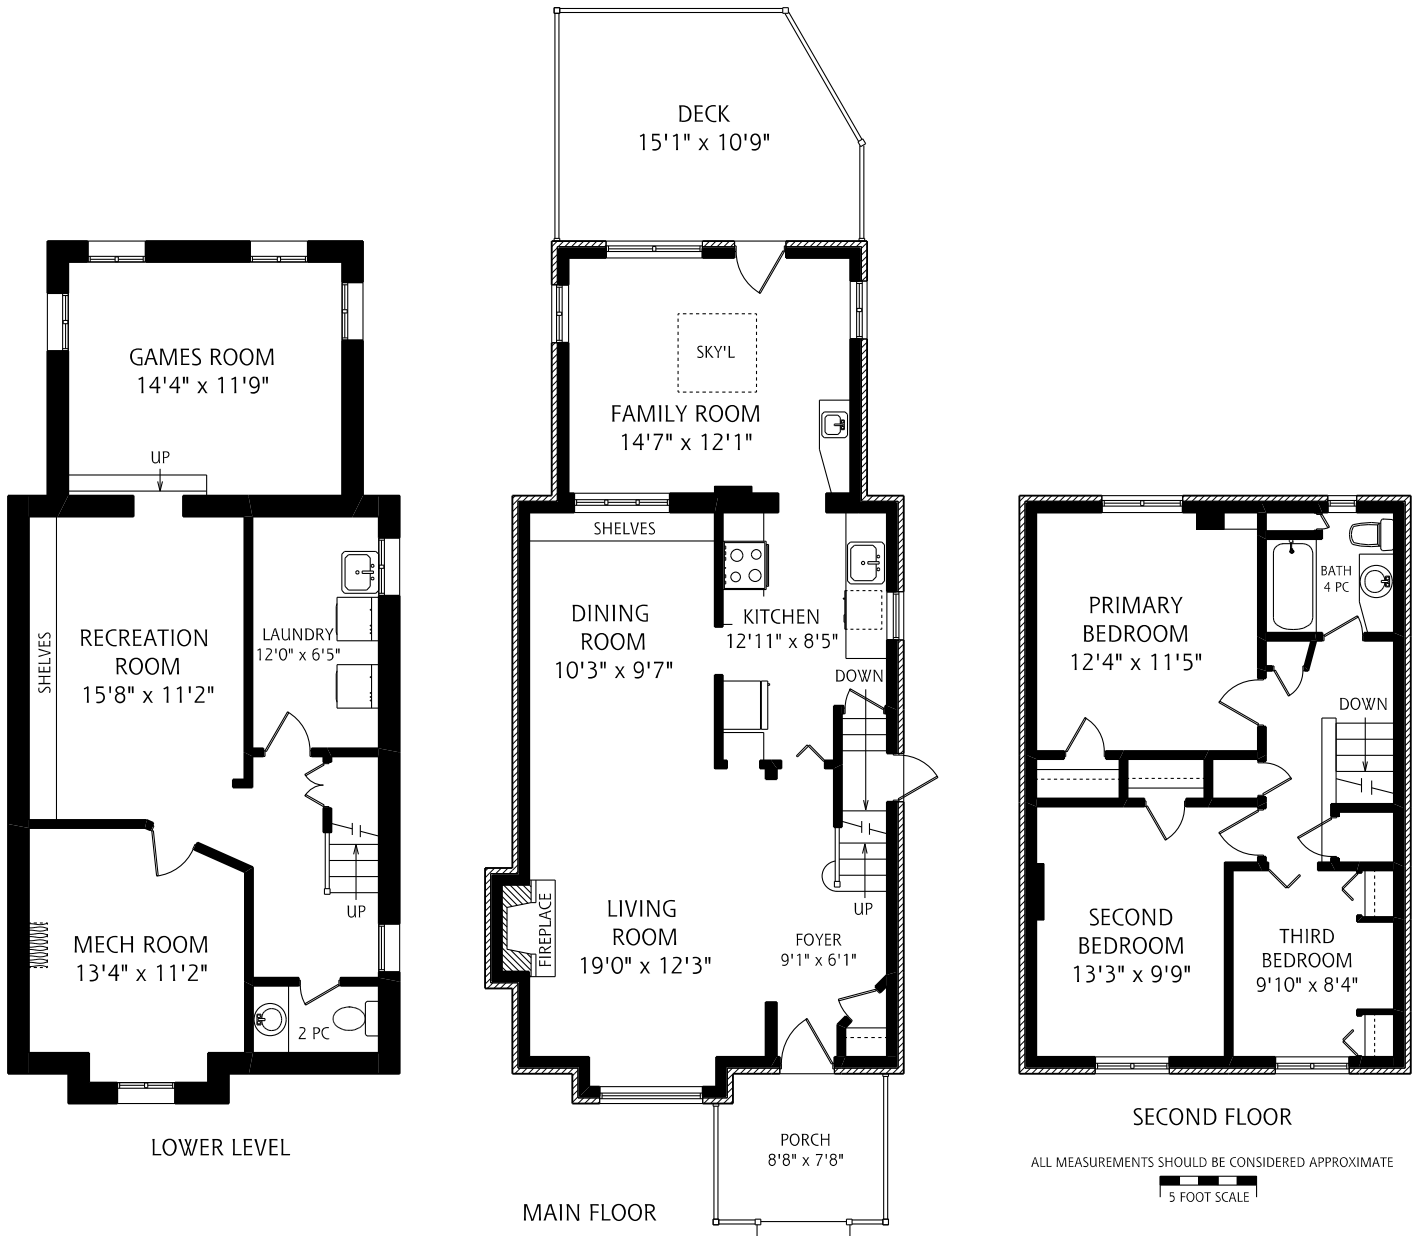 GAMES ROOM
14'4" x 11'9"
UP
SHELVES
RECREATION
ROOM
15'8" x 11'2"
LAUNDRY
12'0" x 6'5"
UP
MECH ROOM
13'4" x 11'2"
2 PC
LOWER LEVEL
DECK
15'1" x 10'9"
SKY'L
FAMILY ROOM
14'7" x 12'1"
SHELVES
DINING
ROOM
10'3" x 9'7"
KITCHEN
12'11" x 8'5"
DOWN
UP
FIREPLACE
LIVING
ROOM
19'0" x 12'3"
FOYER
9'1" x 6'1"
PORCH
8'8" x 7'8"
MAIN FLOOR
PRIMARY
BEDROOM
12'4" x 11'5"
BATH
4 PC
DOWN
SECOND
BEDROOM
13'3" x 9'9"
THIRD
BEDROOM
9'10" x 8'4"
SECOND FLOOR
ALL MEASUREMENTS SHOULD BE CONSIDERED APPROXIMATE
5 FOOT SCALE